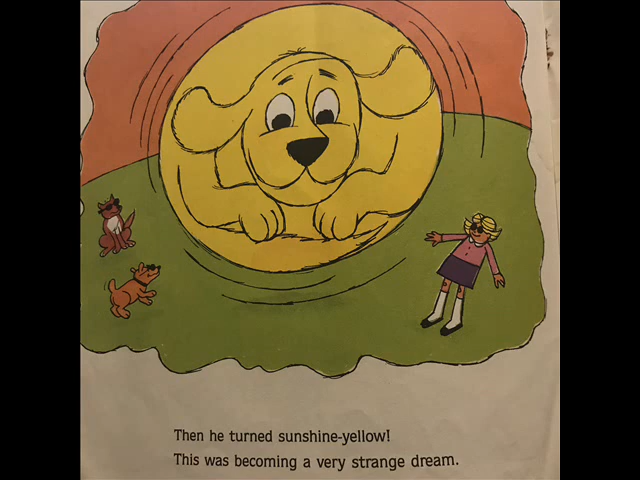 Then he turned sunshine-yellow!
This was becoming a very strange dream.